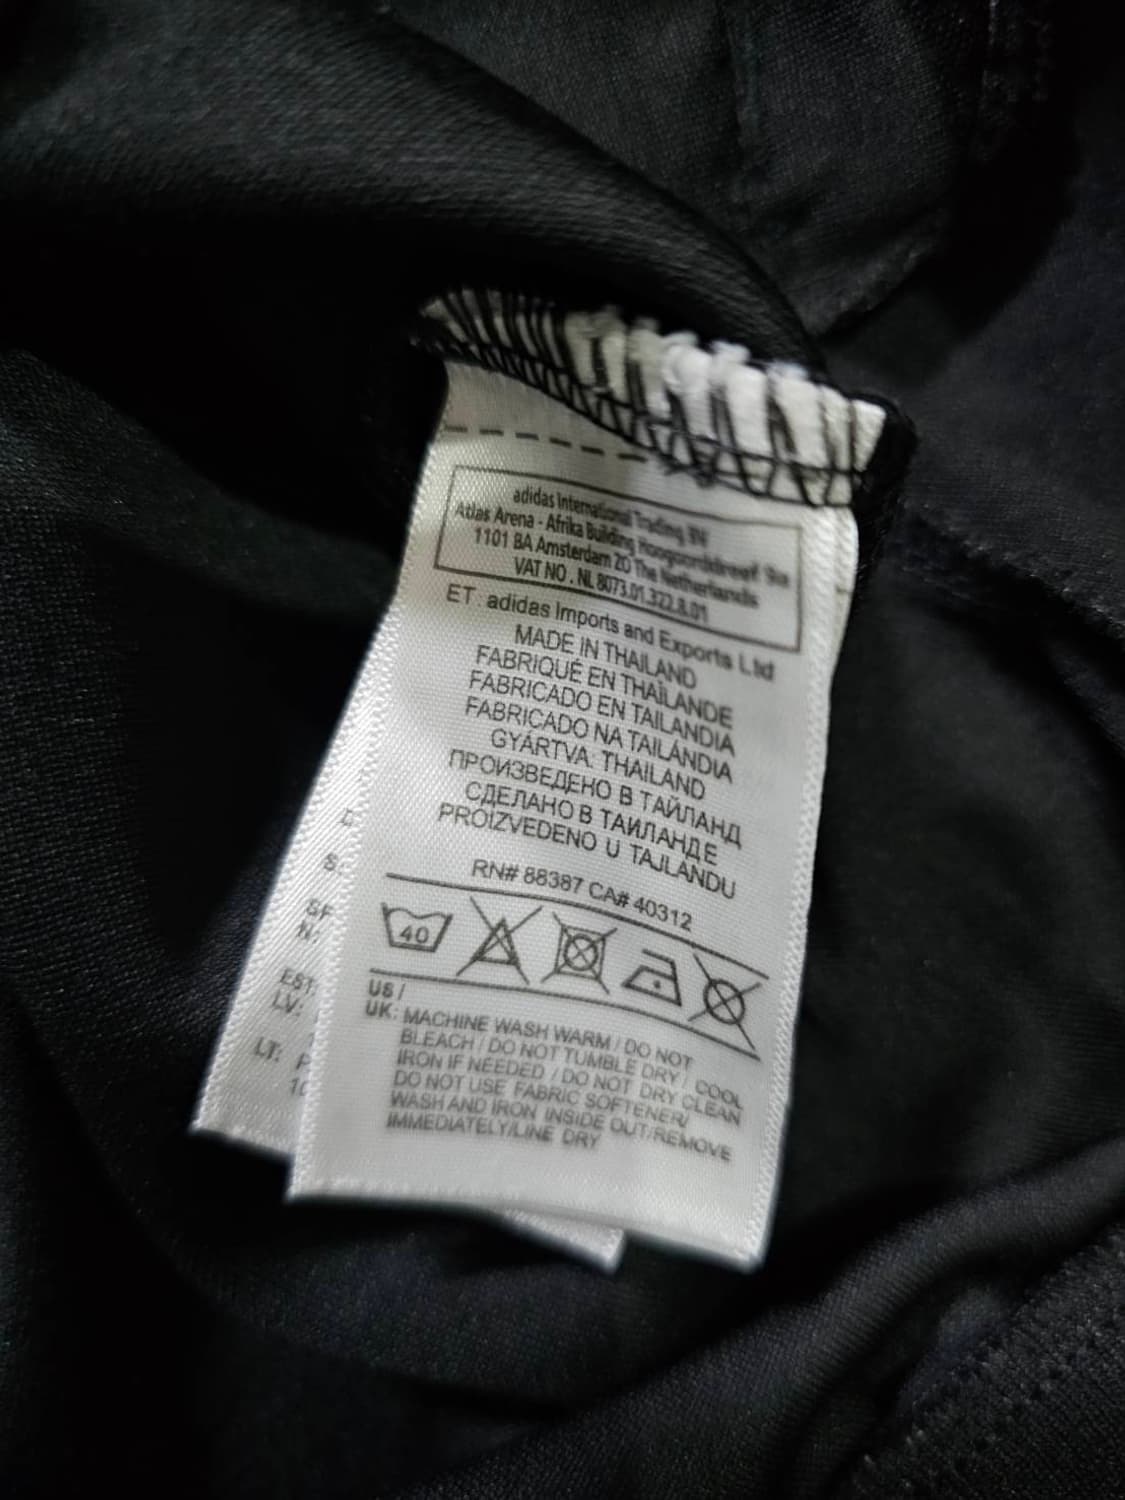 adidas International Trading BV
Atlas Arena - Afrika Building Hoogoorddreef 9a
1101 BA Amsterdam ZO The Netherlands
VAT NO . NL 8073.01.322.B.01
ET. adidas Imports and Exports Ltd
MADE IN THAILAND
FABRIQUÉ EN THAÏLANDE
FABRICADO EN TAILANDIA
FABRICADO NA TAILÂNDIA
GYÁRTVA. THAILAND
ПРОИЗВЕДЕНО В ТАЙЛАНД
СДЕЛАНО В ТАИЛАНДЕ
PROIZVEDENO U TAJLANDU
RN# 88387 CA# 40312
40
US /
UK: MACHINE WASH WARM / DO NOT
BLEACH / DO NOT TUMBLE DRY / COOL
IRON IF NEEDED / DO NOT DRY CLEAN
DO NOT USE FABRIC SOFTENER/
WASH AND IRON INSIDE OUT/REMOVE
IMMEDIATELY/LINE DRY
EST:
LV:
LT: